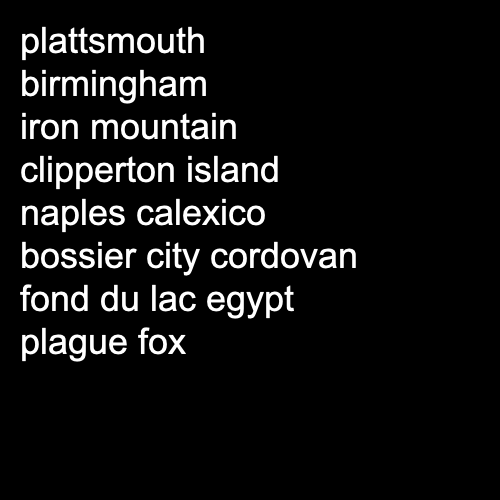 plattsmouth
birmingham
iron mountain
clipperton island
naples calexico
bossier city cordovan
fond du lac egypt
plague fox